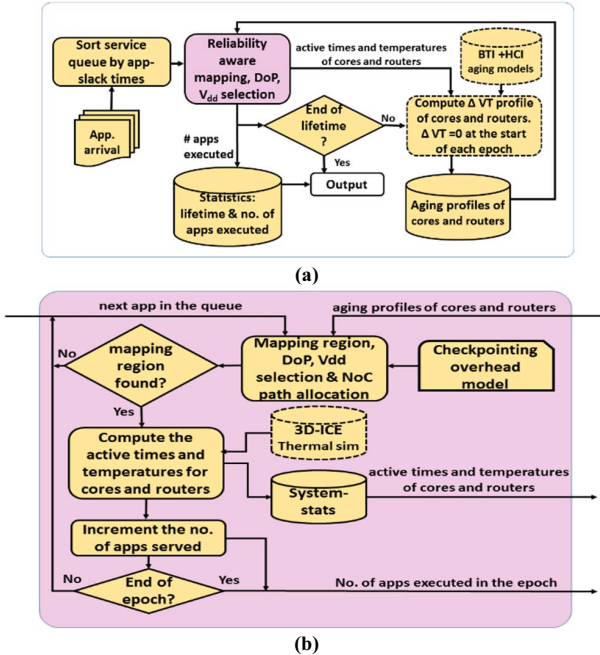 Sort service
queue by app-
slack times
App.
arrival
Reliability
aware
mapping, DoP,
Vdd selection
active times and temperatures
of cores and routers
BTI +HCI
aging models
# apps
executed
End of
lifetime
?
No
Yes
Output
Compute Δ VT profile
of cores and routers.
Δ VT =0 at the start
of each epoch
Statistics:
lifetime & no. of
apps executed
Aging profiles of
cores and routers
(a)
next app in the queue
aging profiles of cores and routers
No
mapping
region
found?
Mapping region,
DoP, Vdd
selection & NoC
path allocation
Checkpointing
overhead
model
Yes
Compute the
active times and
temperatures for
cores and routers
3D-ICE
Thermal sim
System-
stats
active times and temperatures
of cores and routers
Increment the no.
of apps served
No
End of
epoch?
Yes
No. of apps executed in the epoch
(b)